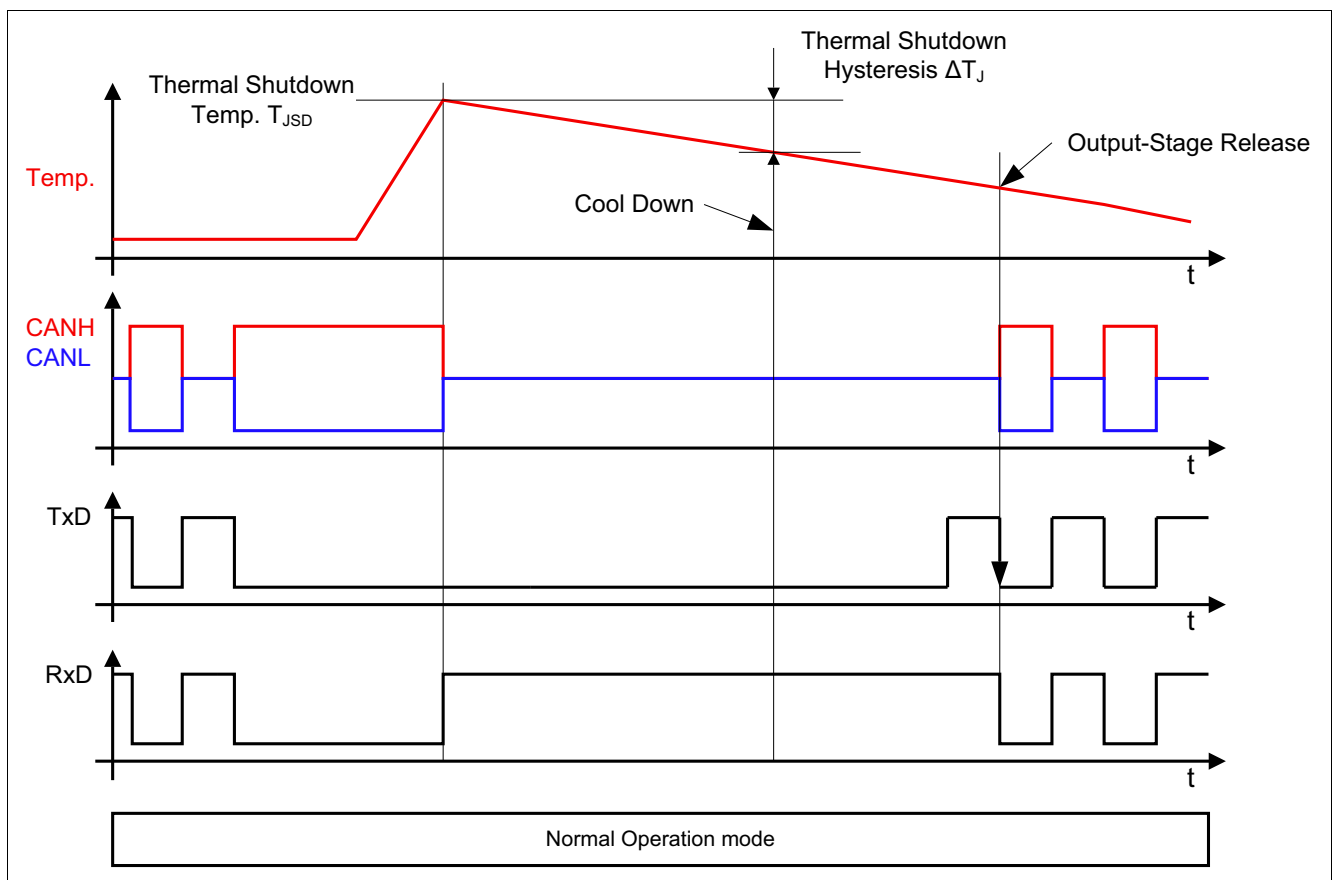 Thermal Shutdown
Temp. TJSD
Thermal Shutdown
Hysteresis ΔTJ
Output-Stage Release
Temp.
Cool Down
t
CANH
CANL
t
TxD
t
RxD
t
Normal Operation mode